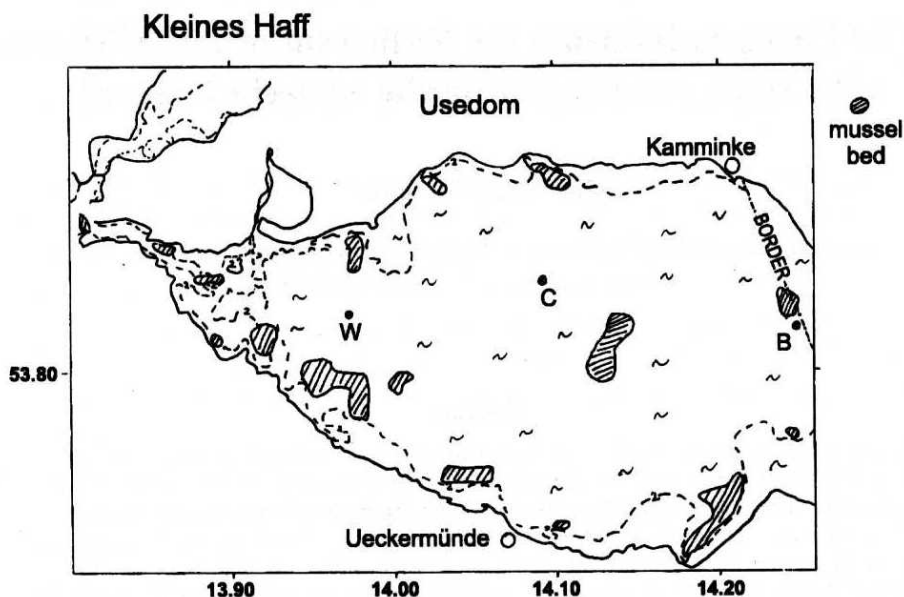 Kleines Haff
Usedom
Kamminke
mussel
bed
BORDER
C
W
B
53.80
Ueckermünde
13.90
14.00
14.10
14.20